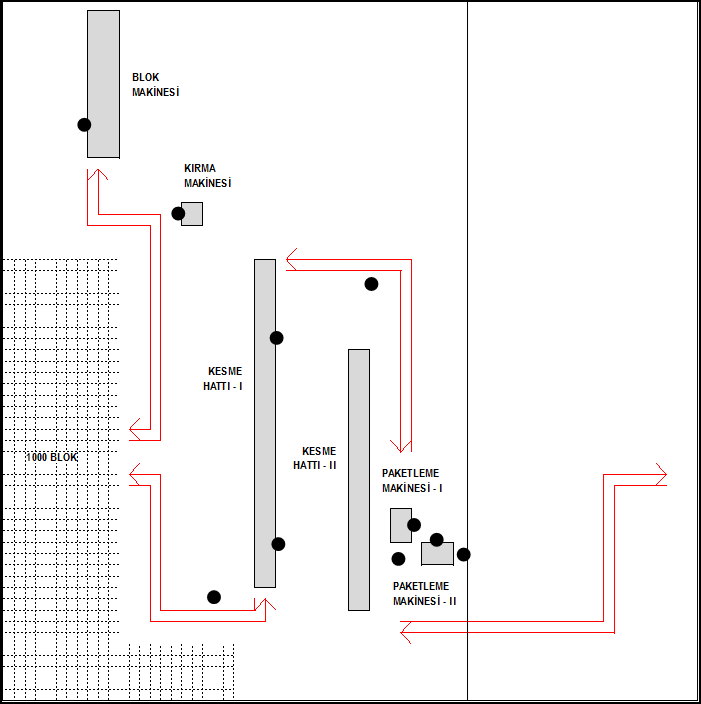 BLOK
MAKİNESİ
KIRMA
MAKİNESİ
KESME
HATTI - I
KESME
HATTI - II
1000 BLOK
PAKETLEME
MAKİNESİ - I
PAKETLEME
MAKİNESİ - II